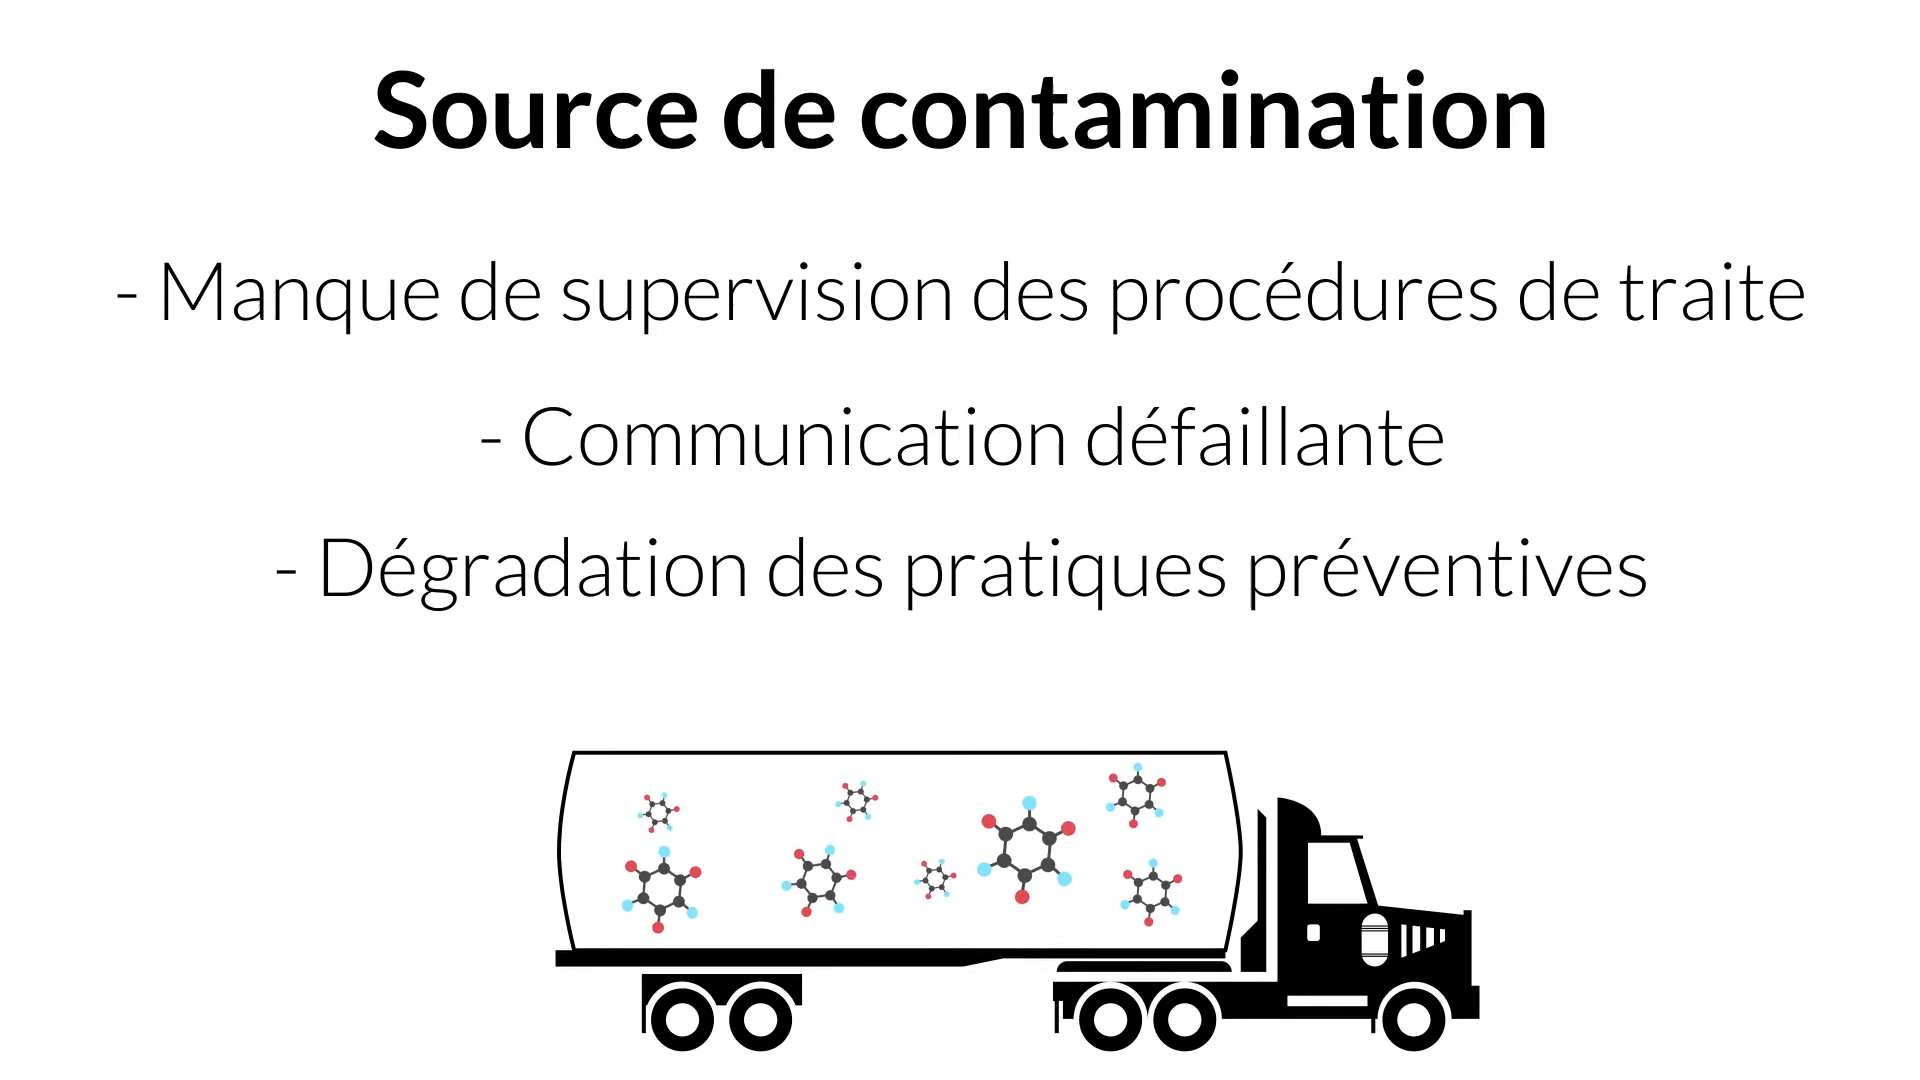 Source de contamination
- Manque de supervision des procédures de traite
- Communication défaillante
- Dégradation des pratiques préventives